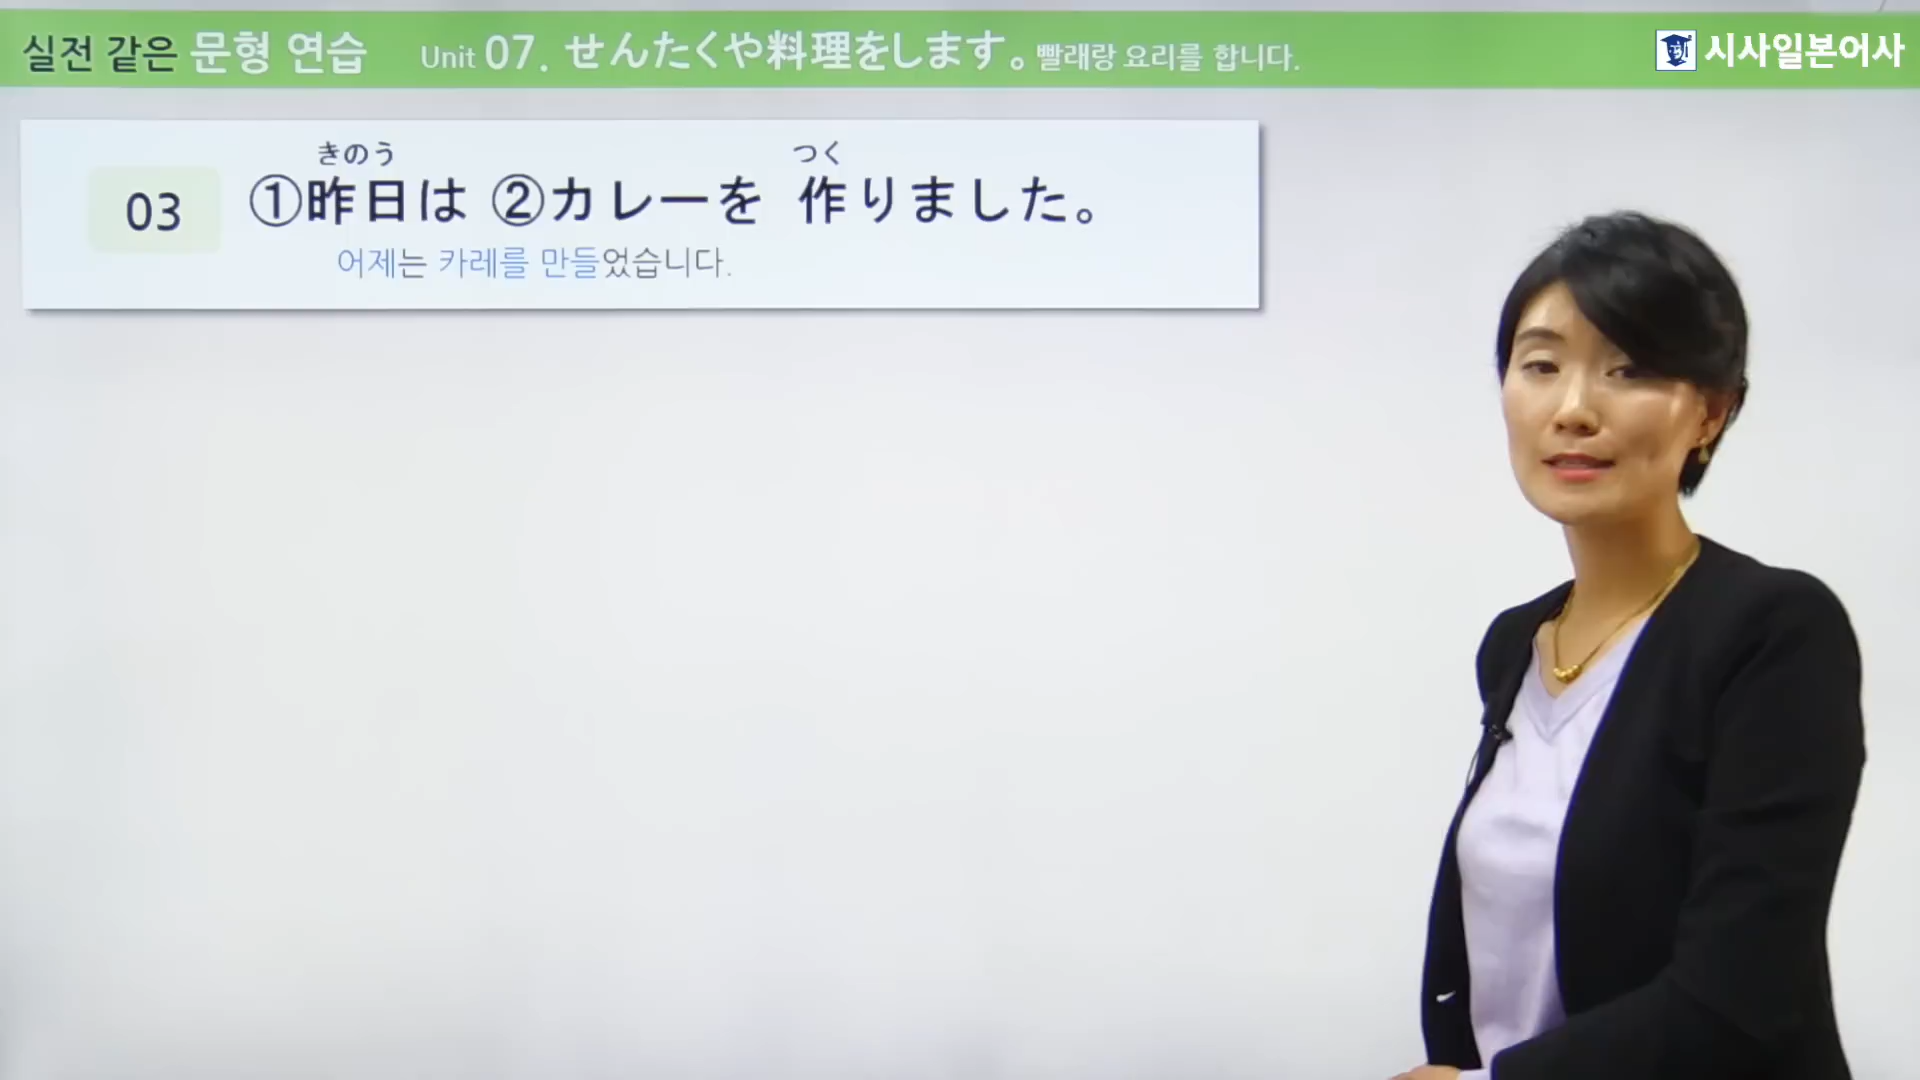 실전 같은 문형 연습 Unit 07. せんたくや料理をします。빨래랑 요리를 합니다.
시사일본어사
きのう つく
03 ①昨日は ②カレーを 作りました。
어제는 카레를 만들었습니다.